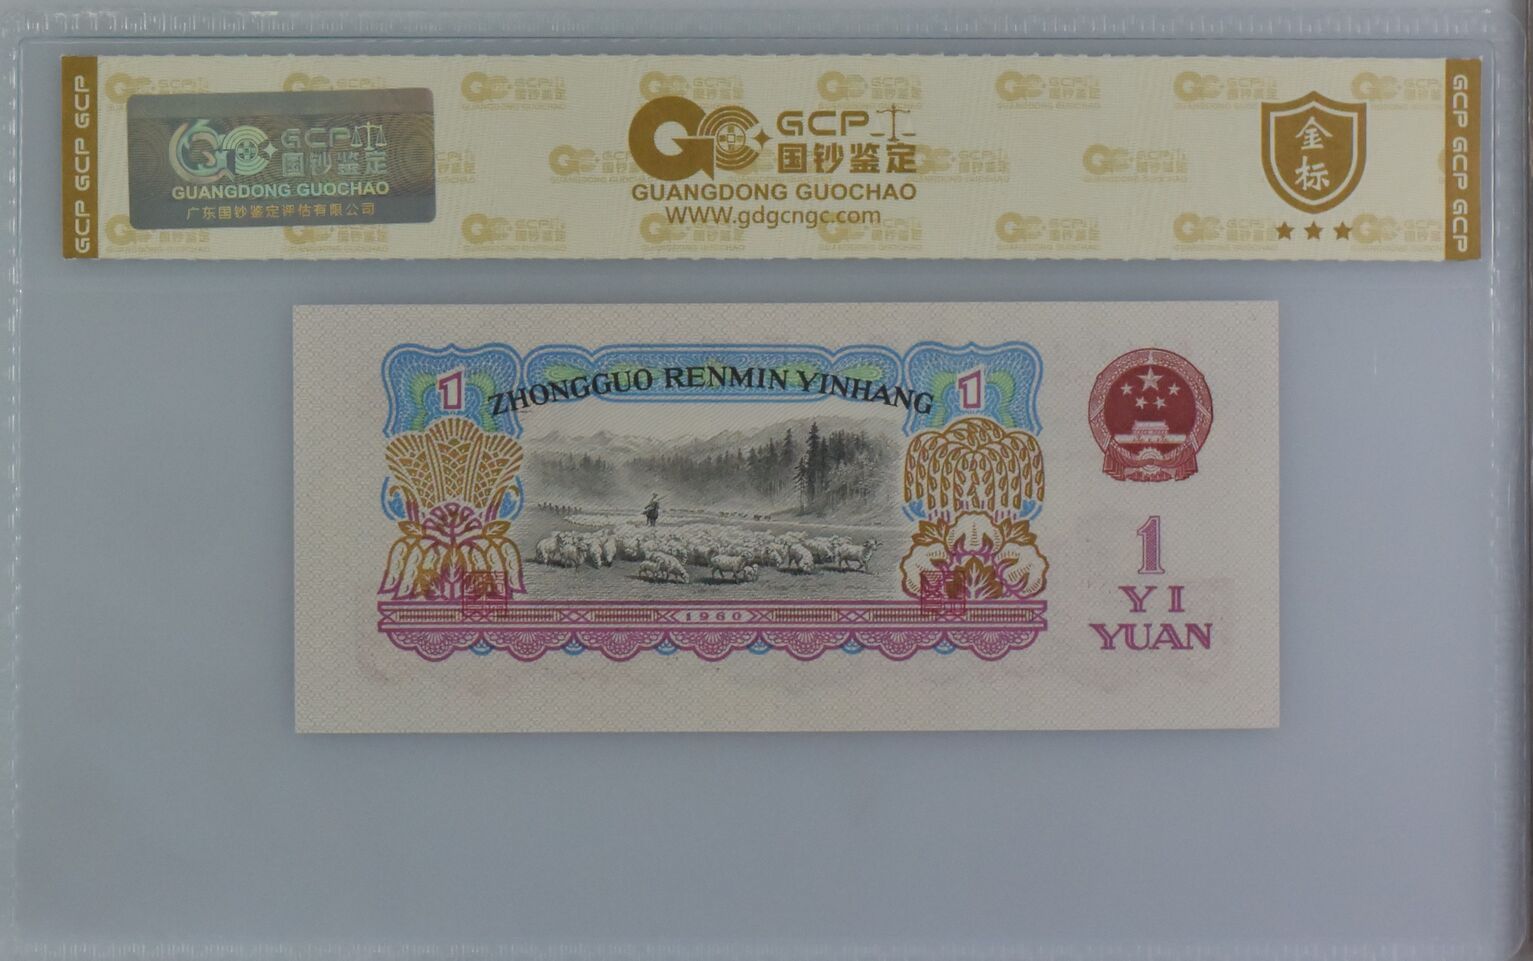 GCP GCP GCP
GCP
国钞鉴定
GUANGDONG GUOCHAO
广东国钞鉴定评估有限公司
GCP
国钞鉴定
GUANGDONG GUOCHAO
WWW.gdgcngc.com
金标
GCP GCP GCP
ZHONGGUO RENMIN YINHANG
1
1
1960
1
YI
YUAN